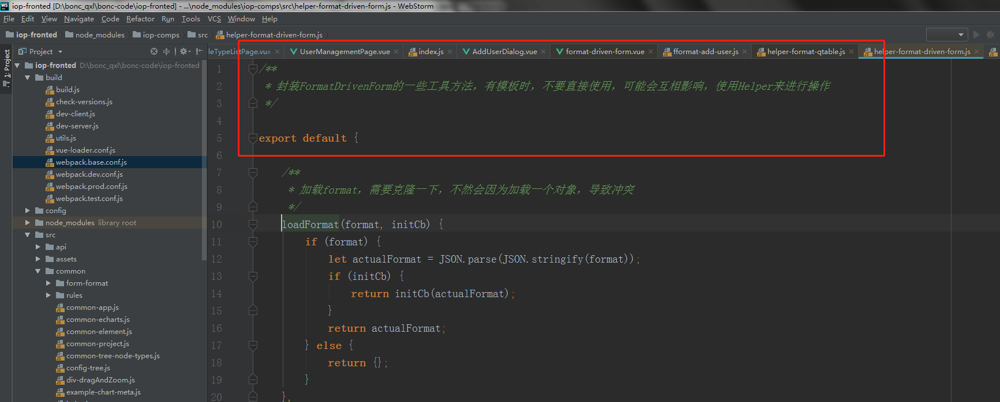 WS iop-fronted [D:\bonc_qxl\bonc-code\iop-fronted] - ...\node_modules\iop-comps\src\helper-format-driven-form.js - WebStorm
File Edit View Navigate Code Refactor Run Tools VCS Window Help
iop-fronted node_modules iop-comps src helper-format-driven-form.js
1: Project
Project
leTypeListPage.vue UserManagementPage.vue index.js AddUserDialog.vue format-driven-form.vue fformat-add-user.js helper-format-qtable.js helper-format-driven-form.js
iop-fronted D:\bonc_qxl\bonc-code\iop-fronted
build
build.js
check-versions.js
dev-client.js
dev-server.js
utils.js
vue-loader.conf.js
webpack.base.conf.js
webpack.dev.conf.js
webpack.prod.conf.js
webpack.test.conf.js
config
node_modules library root
src
api
assets
common
form-format
rules
common-app.js
common-echarts.js
common-element.js
common-project.js
common-tree-node-types.js
config-tree.js
div-dragAndZoom.js
example-chart-meta.js
1 /**
2 * 封装FormatDrivenForm的一些工具方法，有模板时，不要直接使用，可能会互相影响，使用Helper来进行操作
3 */
4
5 export default {
6
7 /**
8 * 加载format，需要克隆一下，不然会因为加载一个对象，导致冲突
9 */
10 loadFormat(format, initCb) {
11 if (format) {
12 let actualFormat = JSON.parse(JSON.stringify(format));
13 if (initCb) {
14 return initCb(actualFormat);
15 }
16 return actualFormat;
17 } else {
18 return {};
19 }
20 },